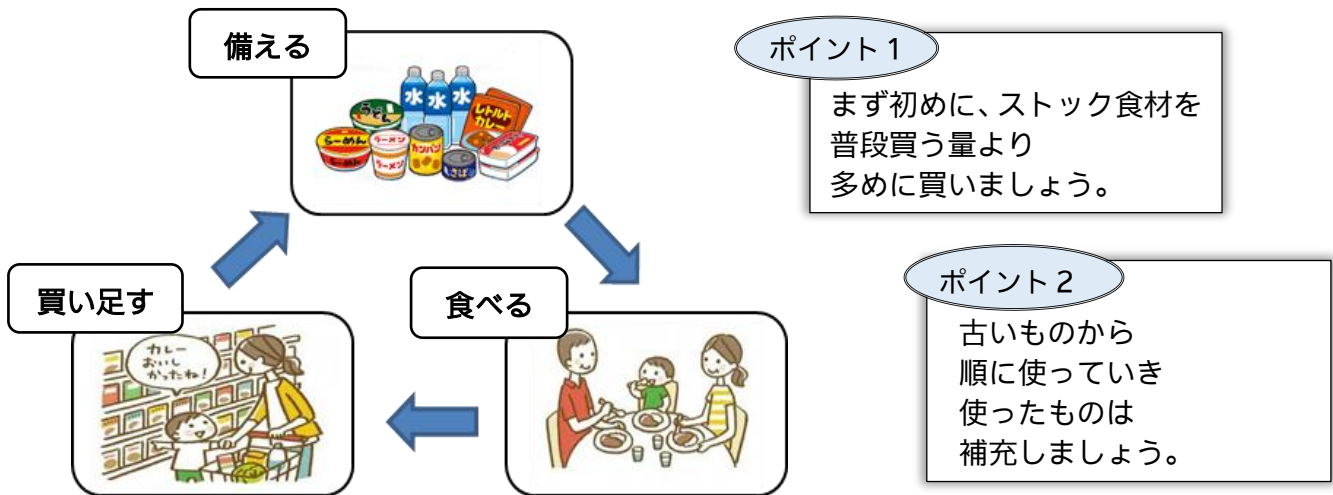 備える
水
水
水
うどん
レトルト
カレー
らーめん
ラーメン
ラーメン
カンパン
さば
ポイント1
まず初めに、ストック食材を
普段買う量より
多めに買いましょう。
買い足す
カレー
おいし
かったね!
食べる
ポイント2
古いものから
順に使っていき
使ったものは
補充しましょう。